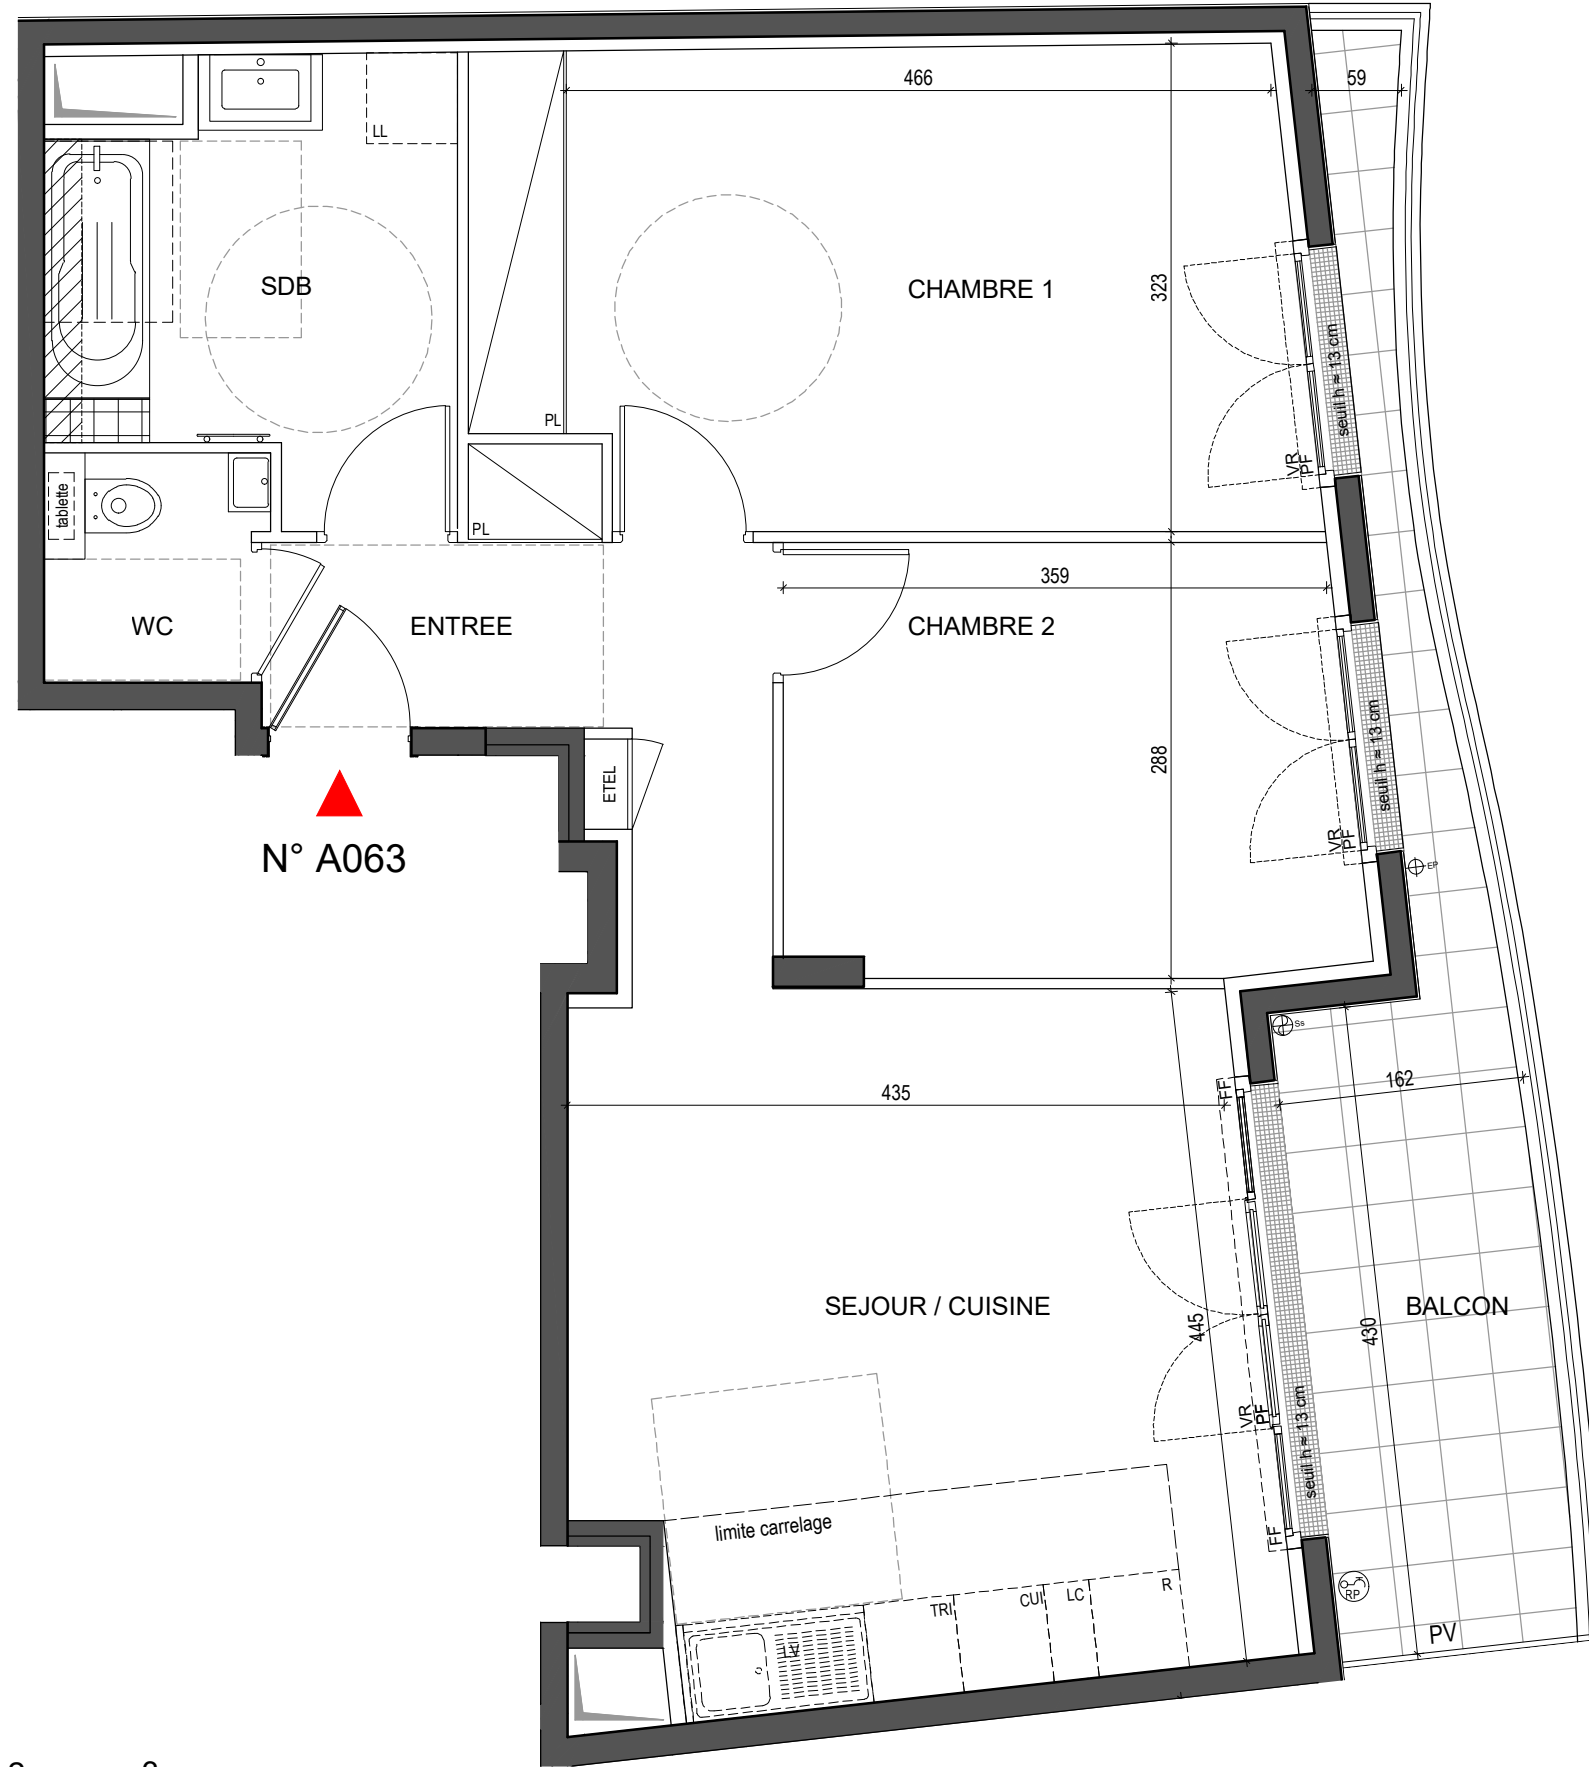 466
59
LL
SDB
CHAMBRE 1
323
seuil h ≈ 13 cm
VR
PF
PL
PL
tablette
359
WC
ENTREE
CHAMBRE 2
288
seuil h ≈ 13 cm
VR
PF
ETEL
N° A063
EP
Ss
162
FF
435
SEJOUR / CUISINE
445
430
BALCON
VR
PF
seuil h ≈ 13 cm
limite carrelage
FF
TRI
CUI
LC
R
RP
LV
PV